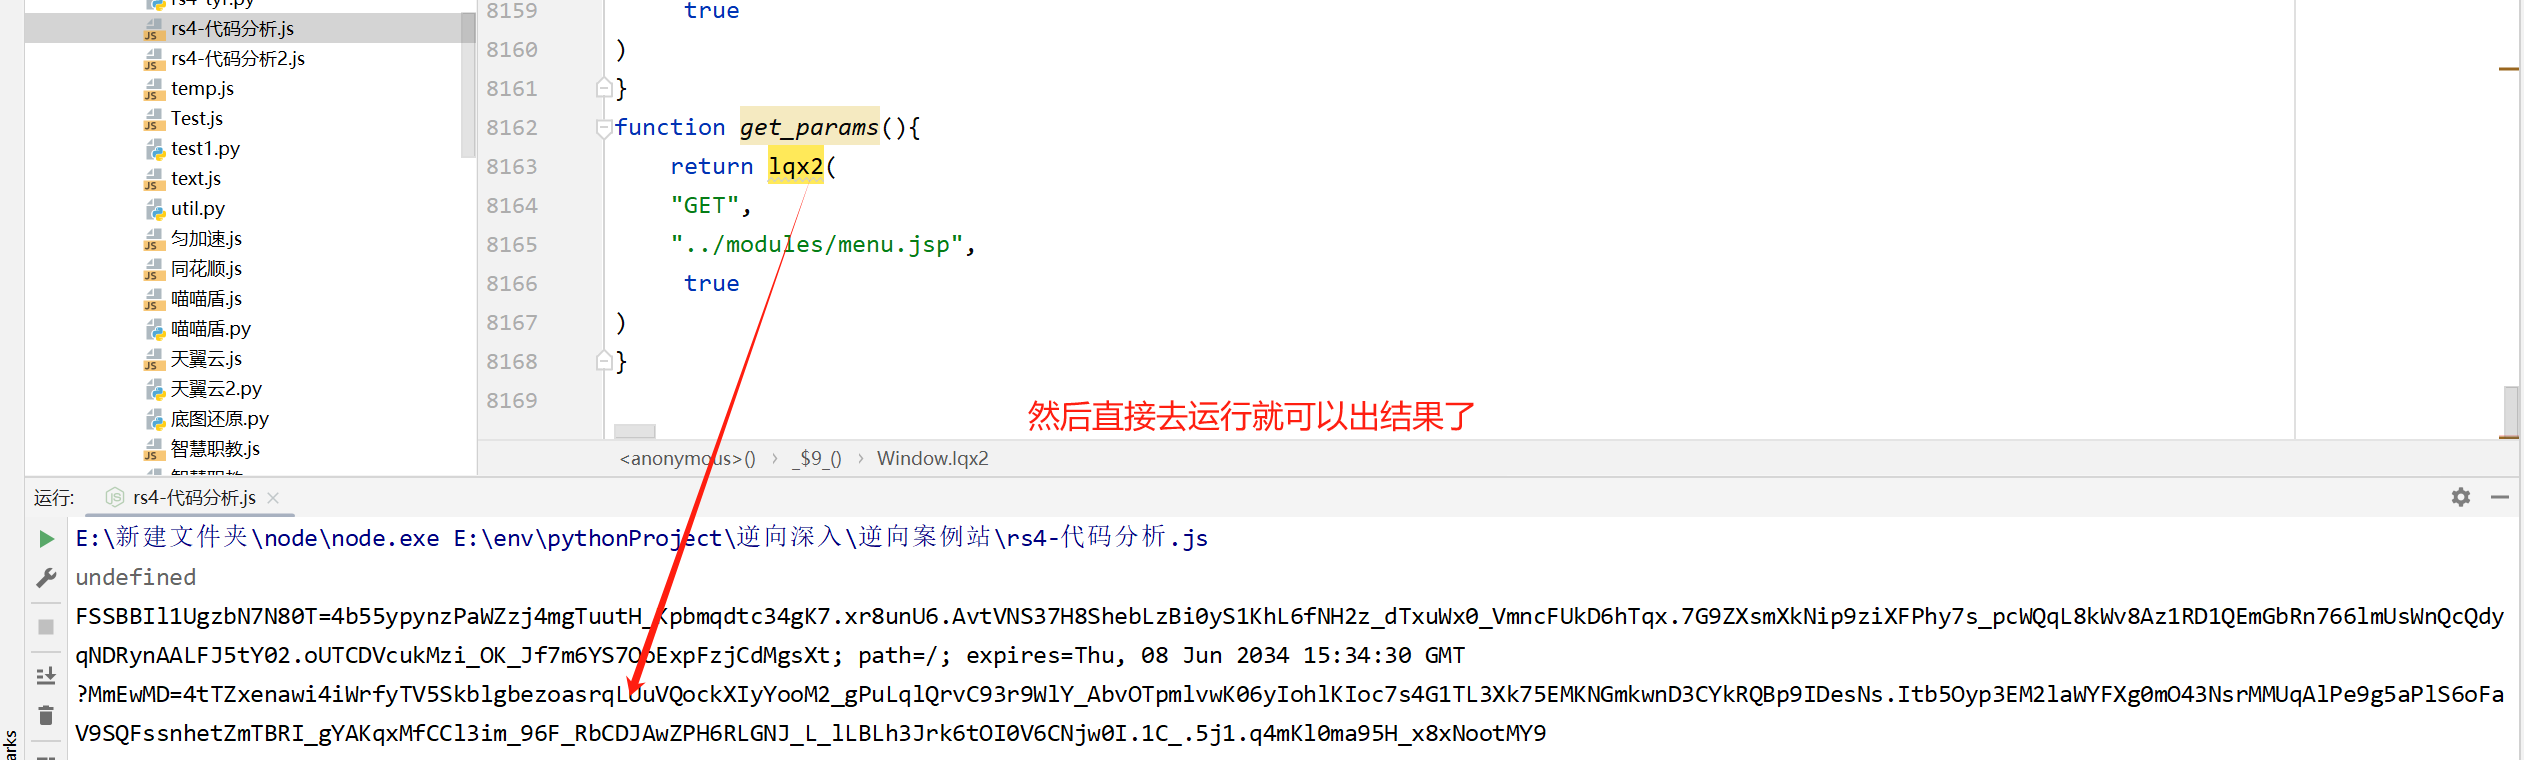 rs4-tyf.py
rs4-代码分析.js
rs4-代码分析2.js
temp.js
Test.js
test1.py
text.js
util.py
匀加速.js
同花顺.js
喵喵盾.js
喵喵盾.py
天翼云.js
天翼云2.py
底图还原.py
智慧职教.js
智慧职教
8159 true
8160 )
8161 }
8162 function get_params(){
8163 return lqx2(
8164 "GET",
8165 "../modules/menu.jsp",
8166 true
8167 )
8168 }
8169
然后直接去运行就可以出结果了
<anonymous>() › _$9_() › Window.lqx2
运行: rs4-代码分析.js
E:\新建文件夹\node\node.exe E:\env\pythonProject\逆向深入\逆向案例站\rs4-代码分析.js
undefined
FSSBBIl1UgzbN7N80T=4b55ypynzPaWZzj4mgTuutH_Kpbmqdtc34gK7.xr8unU6.AvtVNS37H8ShebLzBi0yS1KhL6fNH2z_dTxuWx0_VmncFUkD6hTqx.7G9ZXsmXkNip9ziXFPhy7s_pcWQqL8kWv8Az1RD1QEmGbRn766lmUsWnQcQdy
qNDRynAALFJ5tY02.oUTCDVcukMzi_OK_Jf7m6YS7QoExpFzjCdMgsXt; path=/; expires=Thu, 08 Jun 2034 15:34:30 GMT
?MmEwMD=4tTZxenawi4iWrfyTV5SkblgbezoasrqLUuVQockXIyYooM2_gPuLqlQrvC93r9WlY_AbvOTpmlvwK06yIohlKIoc7s4G1TL3Xk75EMKNGmkwnD3CYkRQBp9IDesNs.Itb5Oyp3EM2laWYFXg0mO43NsrMMUqAlPe9g5aPlS6oFa
V9SQFssnhetZmTBRI_gYAKqxMfCCl3im_96F_RbCDJAwZPH6RLGNJ_L_lLBLh3Jrk6tOI0V6CNjw0I.1C_.5j1.q4mKl0ma95H_x8xNootMY9
arks